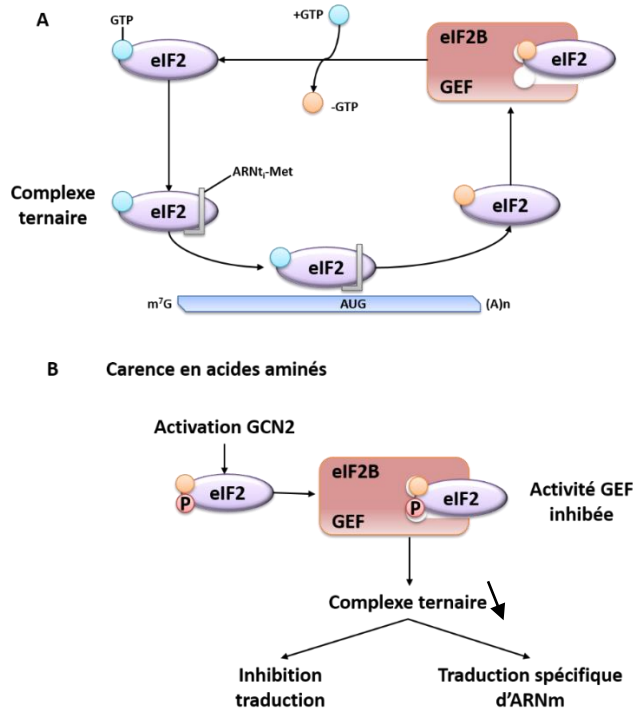 A
GTP
eIF2
+GTP
-GTP
eIF2B
GEF
eIF2
Complexe
ternaire
eIF2
ARNtᵢ-Met
eIF2
eIF2
m⁷G
AUG
(A)n
B Carence en acides aminés
Activation GCN2
P
eIF2
eIF2B
GEF
P
eIF2
Activité GEF
inhibée
Complexe ternaire
Inhibition
traduction
Traduction spécifique
d'ARNm